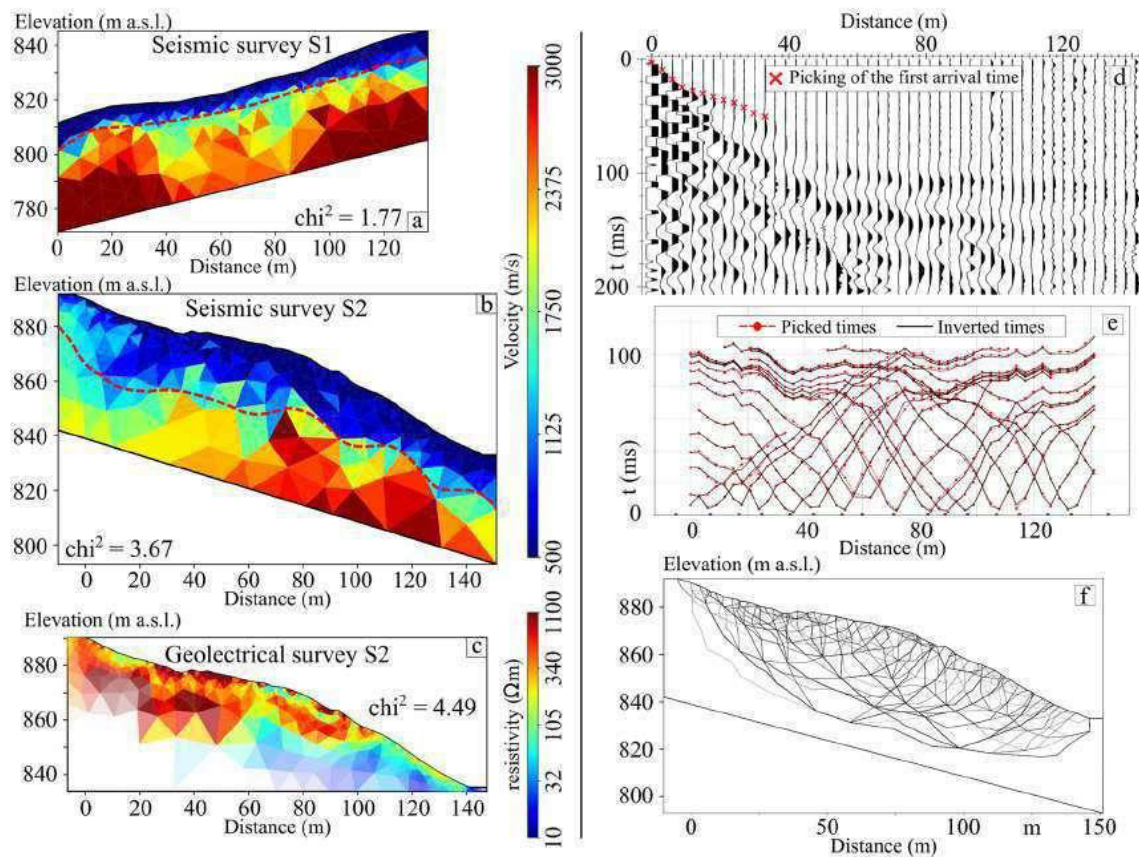 Elevation (m a.s.l.)
Seismic survey S1
840
820
800
780
chi² = 1.77
a
0 20 40 60 80 100 120
Distance (m)
Elevation (m a.s.l.)
Seismic survey S2
b
880
860
840
820
800
chi² = 3.67
0 20 40 60 80 100 120 140
Distance (m)
Elevation (m a.s.l.)
Geolectrical survey S2
c
880
860
840
chi² = 4.49
0 20 40 60 80 100 120 140
Distance (m)
Velocity (m/s)
3000
2375
1750
1125
500
resistivity (Ωm)
1100
340
105
32
10
Distance (m)
0 40 60 80 100 120
0
100
200
t (ms)
Picking of the first arrival time
d
Picked times
Inverted times
e
100
0
t (ms)
0 20 40 60 80 100 120
Distance (m)
Elevation (m a.s.l.)
f
880
860
840
820
800
0 50 100 m 150
Distance (m)